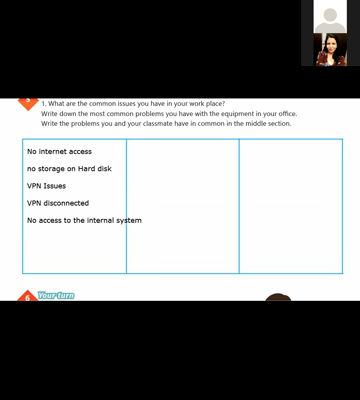 5
1. What are the common issues you have in your work place?
Write down the most common problems you have with the equipment in your office.
Write the problems you and your classmate have in common in the middle section.
No internet access
no storage on Hard disk
VPN Issues
VPN disconnected
No access to the internal system
6 Your turn